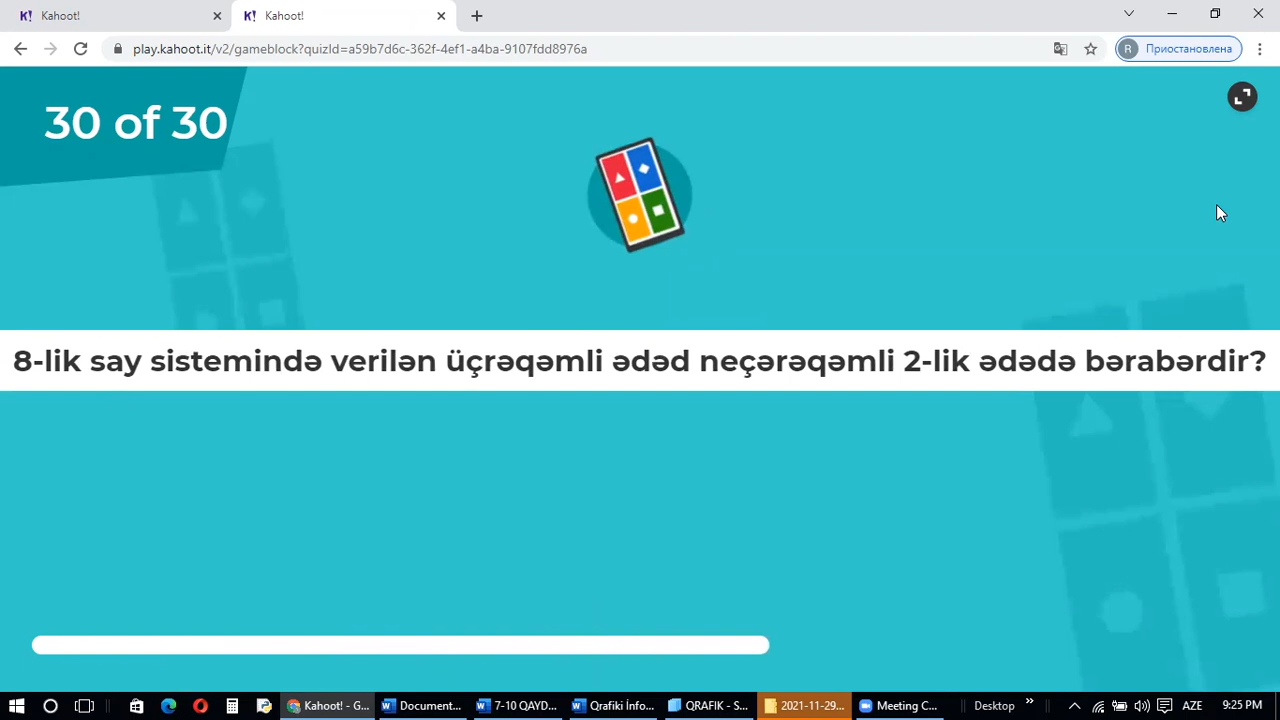 Kahoot!
Kahoot!
play.kahoot.it/v2/gameblock?quizId=a59b7d6c-362f-4ef1-a4ba-9107fdd8976a
R Приостановлена
30 of 30
8-lik say sistemində verilən üçrəqəmli ədəd neçərəqəmli 2-lik ədədə bərabərdir?
Kahoot! - G...
Document...
7-10 QAYD...
Qrafiki İnfo...
QRAFIK - S...
2021-11-29...
Meeting C...
Desktop
AZE
9:25 PM